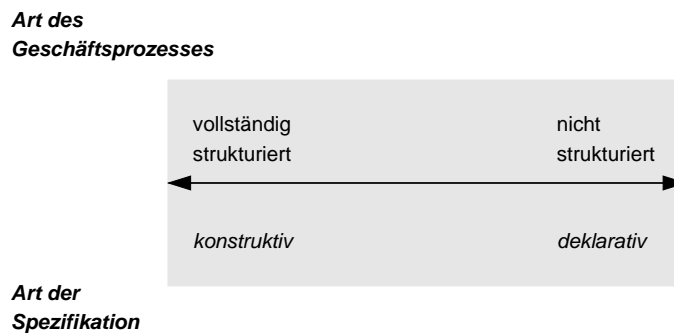 Art des
Geschäftsprozesses
vollständig
strukturiert
nicht
strukturiert
konstruktiv
deklarativ
Art der
Spezifikation